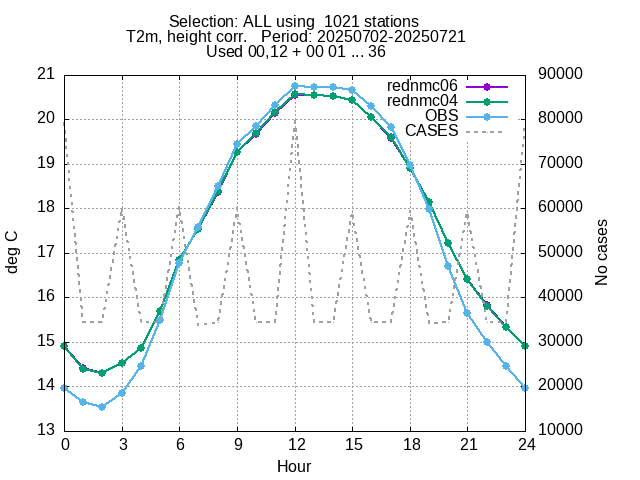 Selection: ALL using  1021 stations
T2m, height corr.   Period: 20250702-20250721
Used 00,12 + 00 01 ... 36
21 90000
rednmc06
rednmc04
OBS
CASES
20 80000
19 70000
18 60000
17 50000
16 40000
15 30000
14 20000
13 10000
deg C
No cases
0 3 6 9 12 15 18 21 24
Hour